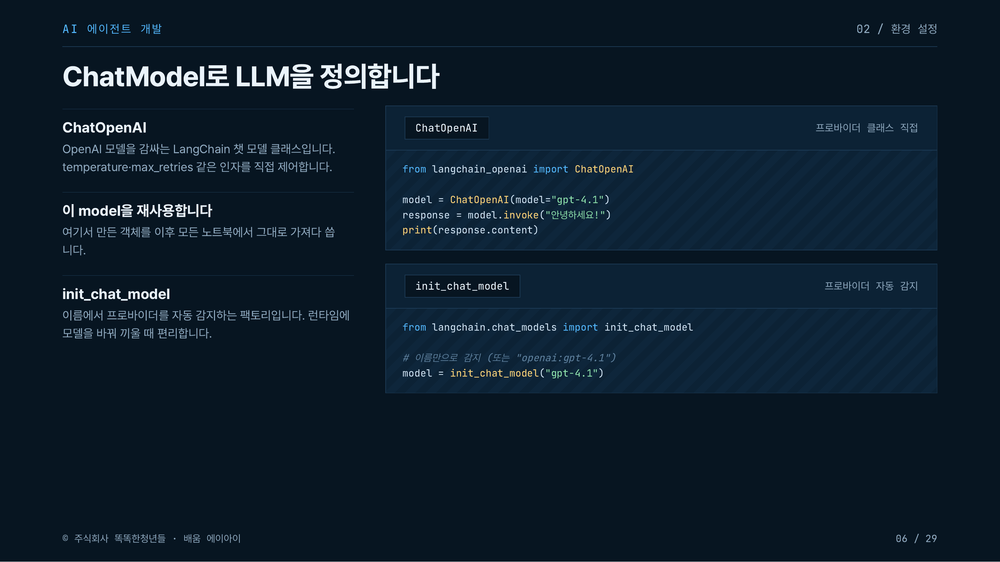 AI 에이전트 개발
02 / 환경 설정
ChatModel로 LLM을 정의합니다
ChatOpenAI
OpenAI 모델을 감싸는 LangChain 챗 모델 클래스입니다.
temperature·max_retries 같은 인자를 직접 제어합니다.
이 model을 재사용합니다
여기서 만든 객체를 이후 모든 노트북에서 그대로 가져다 씁
니다.
init_chat_model
이름에서 프로바이더를 자동 감지하는 팩토리입니다. 런타임에
모델을 바꿔 끼울 때 편리합니다.
ChatOpenAI
프로바이더 클래스 직접
from langchain_openai import ChatOpenAI
model = ChatOpenAI(model="gpt-4.1")
response = model.invoke("안녕하세요!")
print(response.content)
init_chat_model
프로바이더 자동 감지
from langchain.chat_models import init_chat_model
# 이름만으로 감지 (또는 "openai:gpt-4.1")
model = init_chat_model("gpt-4.1")
© 주식회사 똑똑한청년들 · 배움 에이아이
06 / 29